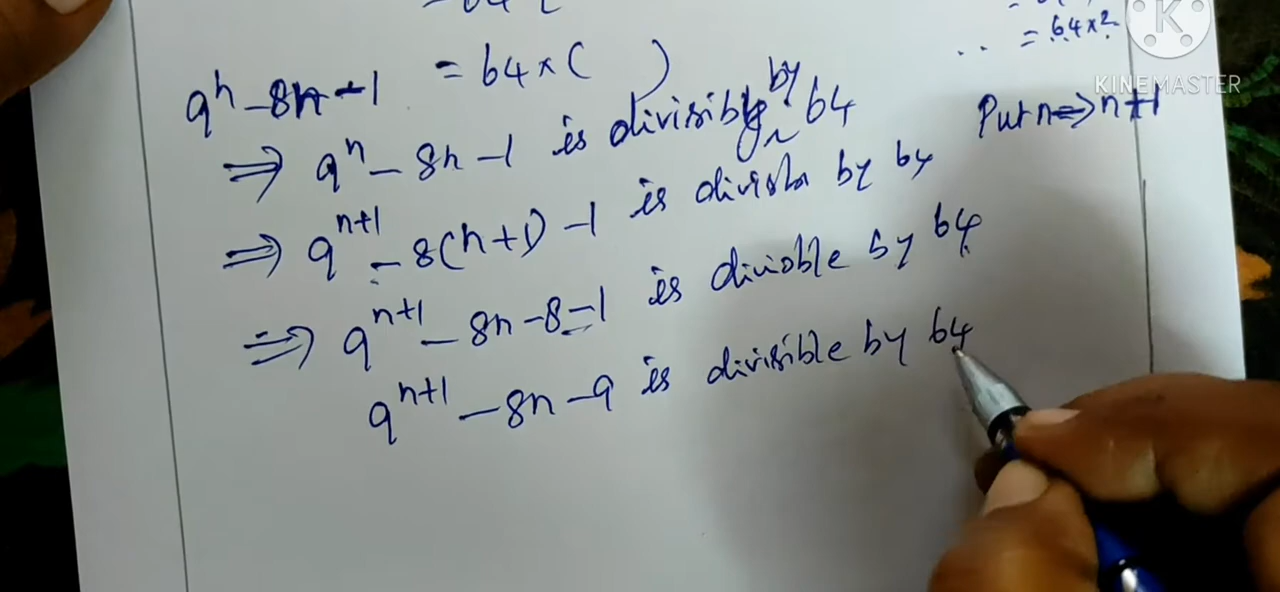 = 64×2
K
KINEMASTER
9ⁿ - 8n - 1 = 64 × ( )
⇒ 9ⁿ - 8n - 1 is divisible by 64
Put n ⇒ n+1
⇒ 9ⁿ⁺¹ - 8(n+1) - 1 is by 64
⇒ 9ⁿ⁺¹ - 8n - 8 - 1 is divisble by 64
9ⁿ⁺¹ - 8n - 9 is divisible by 64